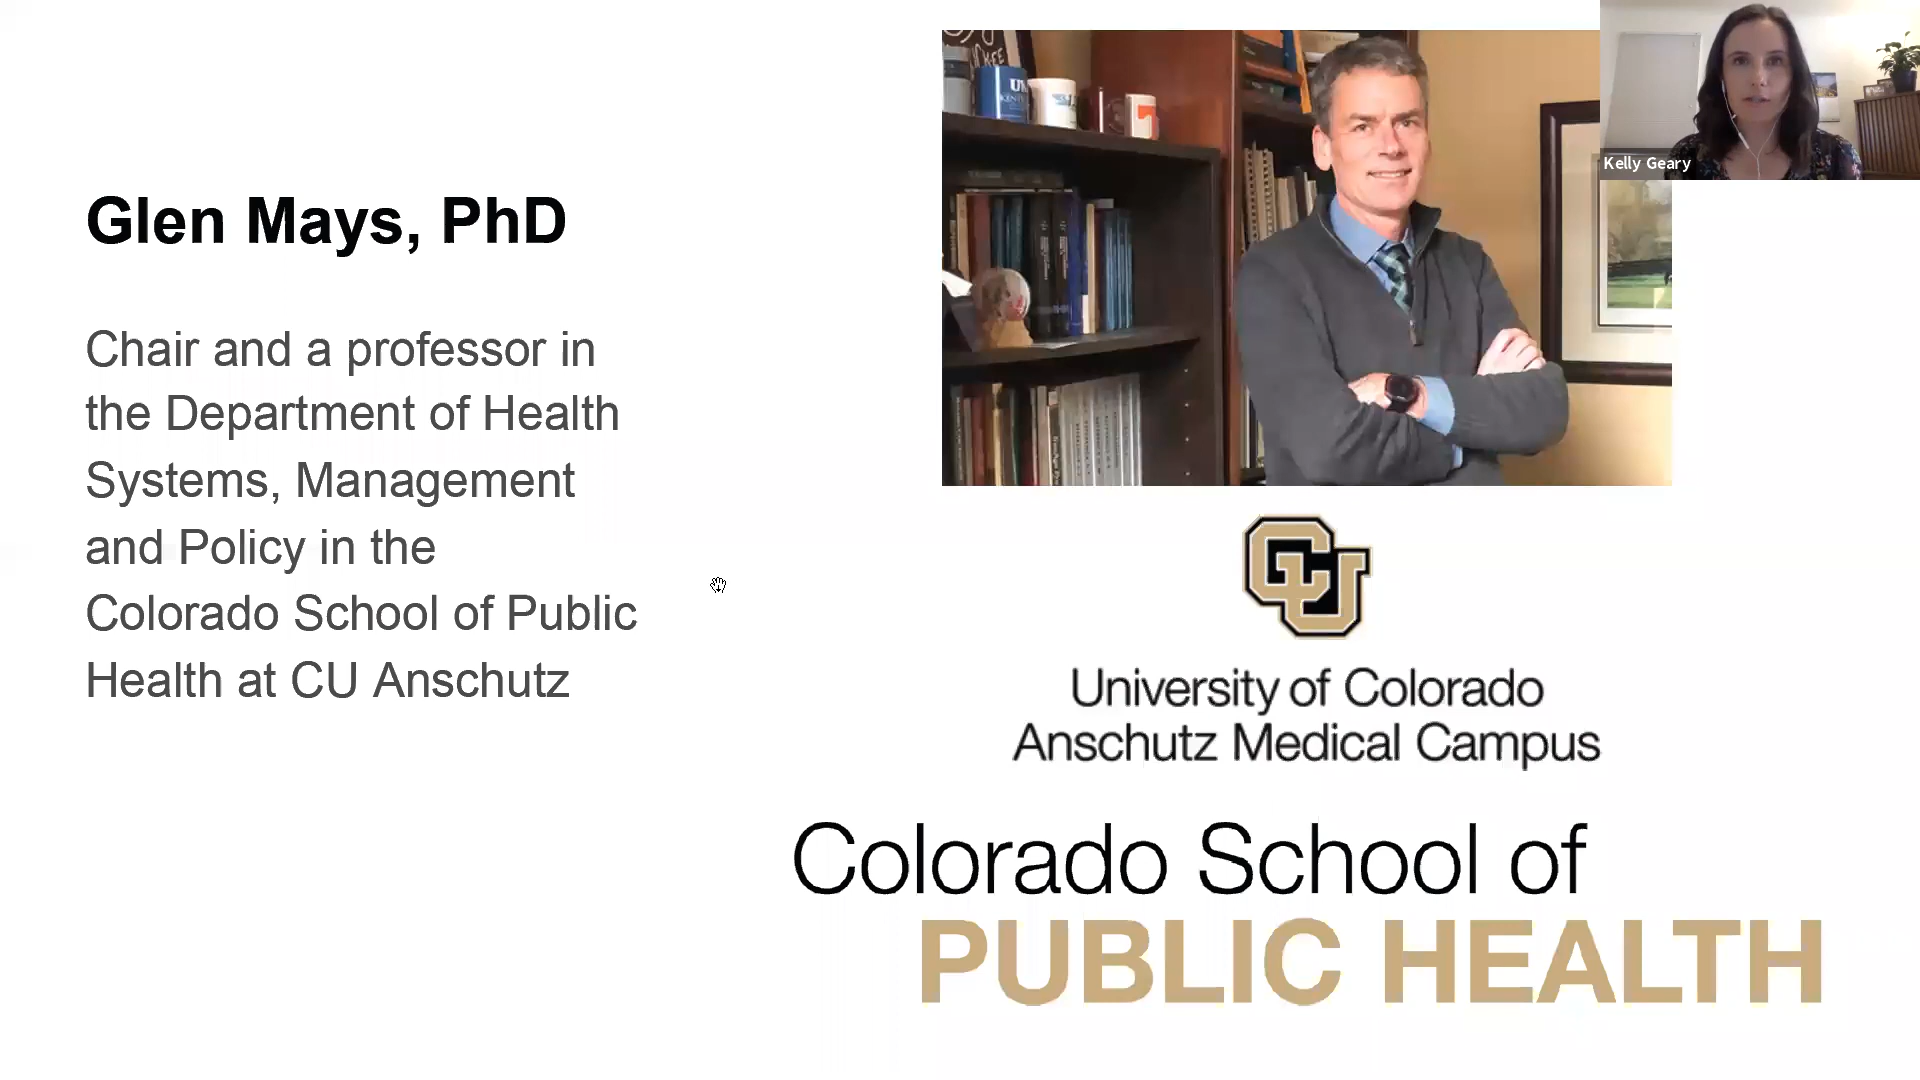 Glen Mays, PhD
Chair and a professor in
the Department of Health
Systems, Management
and Policy in the
Colorado School of Public
Health at CU Anschutz
Kelly Geary
CU
University of Colorado
Anschutz Medical Campus
Colorado School of
PUBLIC HEALTH